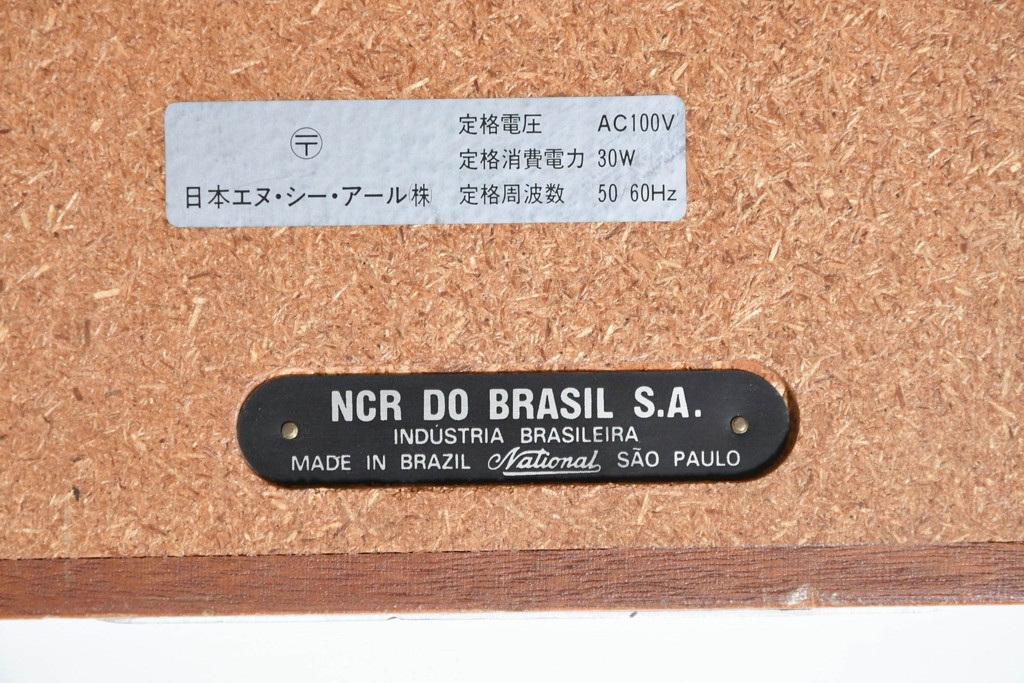 定格電圧 AC100V
〒 定格消費電力 30W
日本エヌ・シー・アール(株) 定格周波数 50/60Hz
NCR DO BRASIL S.A.
INDÚSTRIA BRASILEIRA
MADE IN BRAZIL National SÃO PAULO